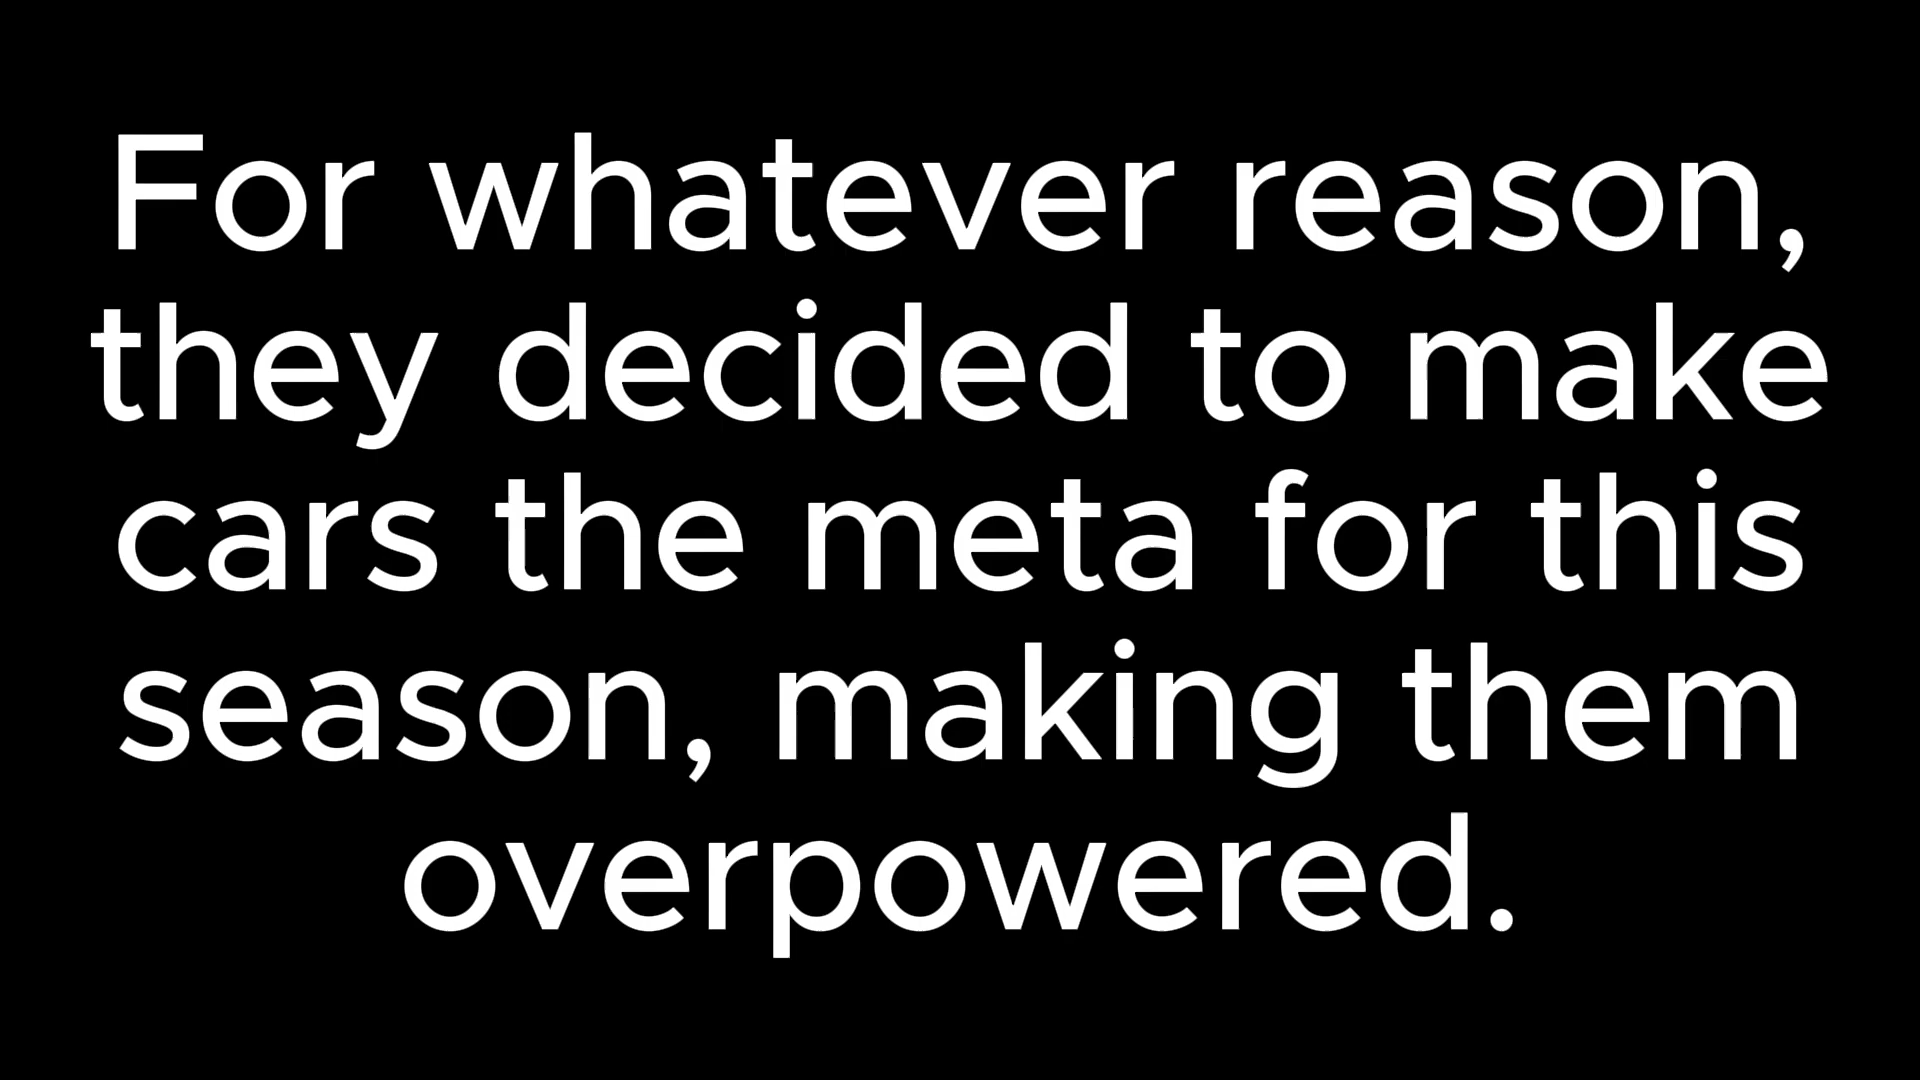 For whatever reason,
they decided to make
cars the meta for this
season, making them
overpowered.